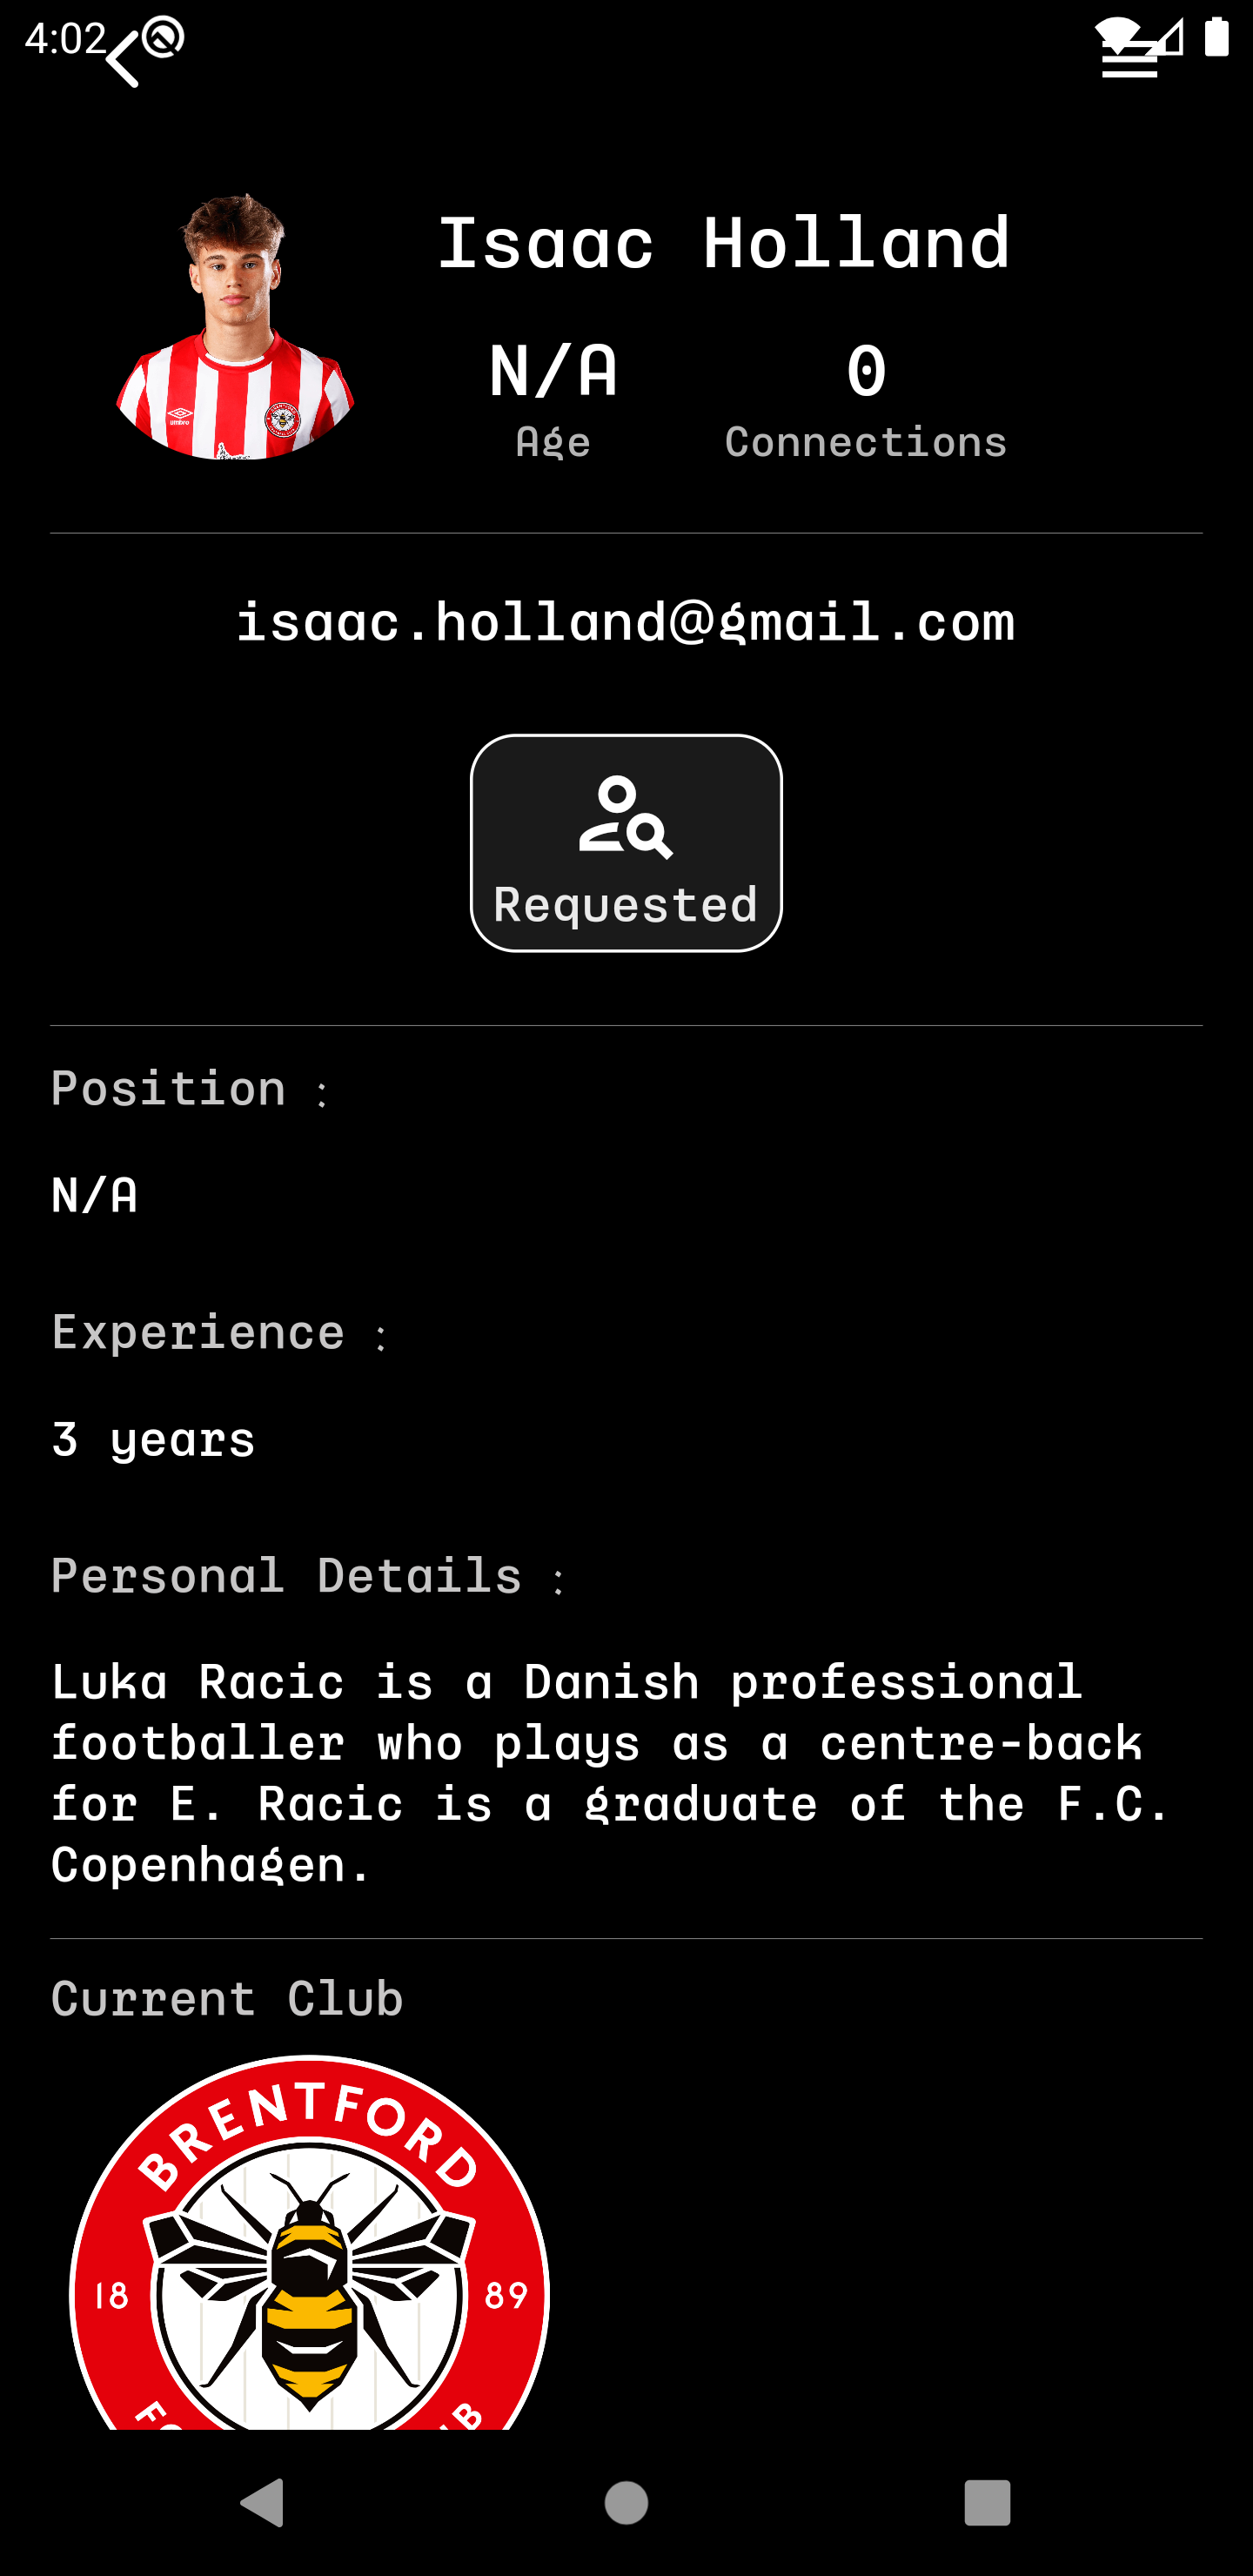 4:02
Isaac Holland
N/A
0
Age
Connections
umbro
isaac.holland@gmail.com
Requested
Position :
N/A
Experience :
3 years
Personal Details :
Luka Racic is a Danish professional
footballer who plays as a centre-back
for E. Racic is a graduate of the F.C.
Copenhagen.
Current Club
BRENTFORD
18
89